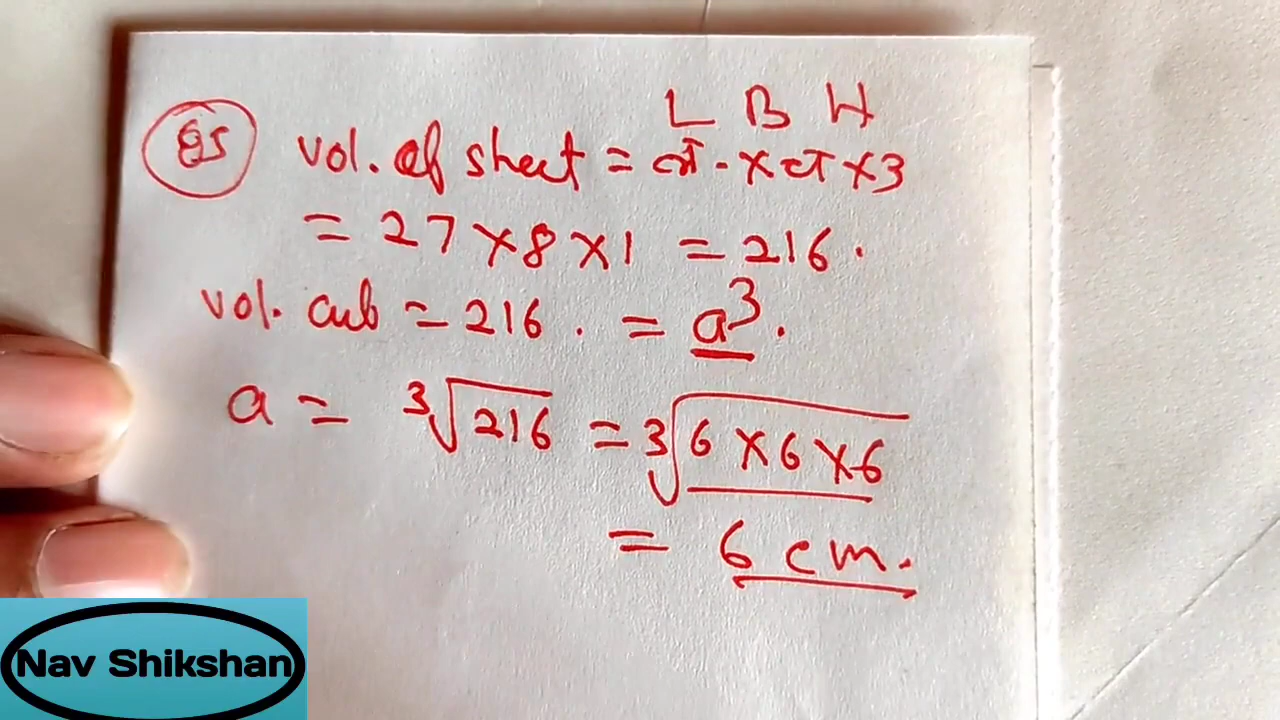 L B H
Q5 vol. of sheet = ल. × चौ × ऊ
= 27 × 8 × 1 = 216.
vol. cub = 216. = a³.
a = ³√216 = ³√6 × 6 × 6
= 6 cm.
Nav Shikshan